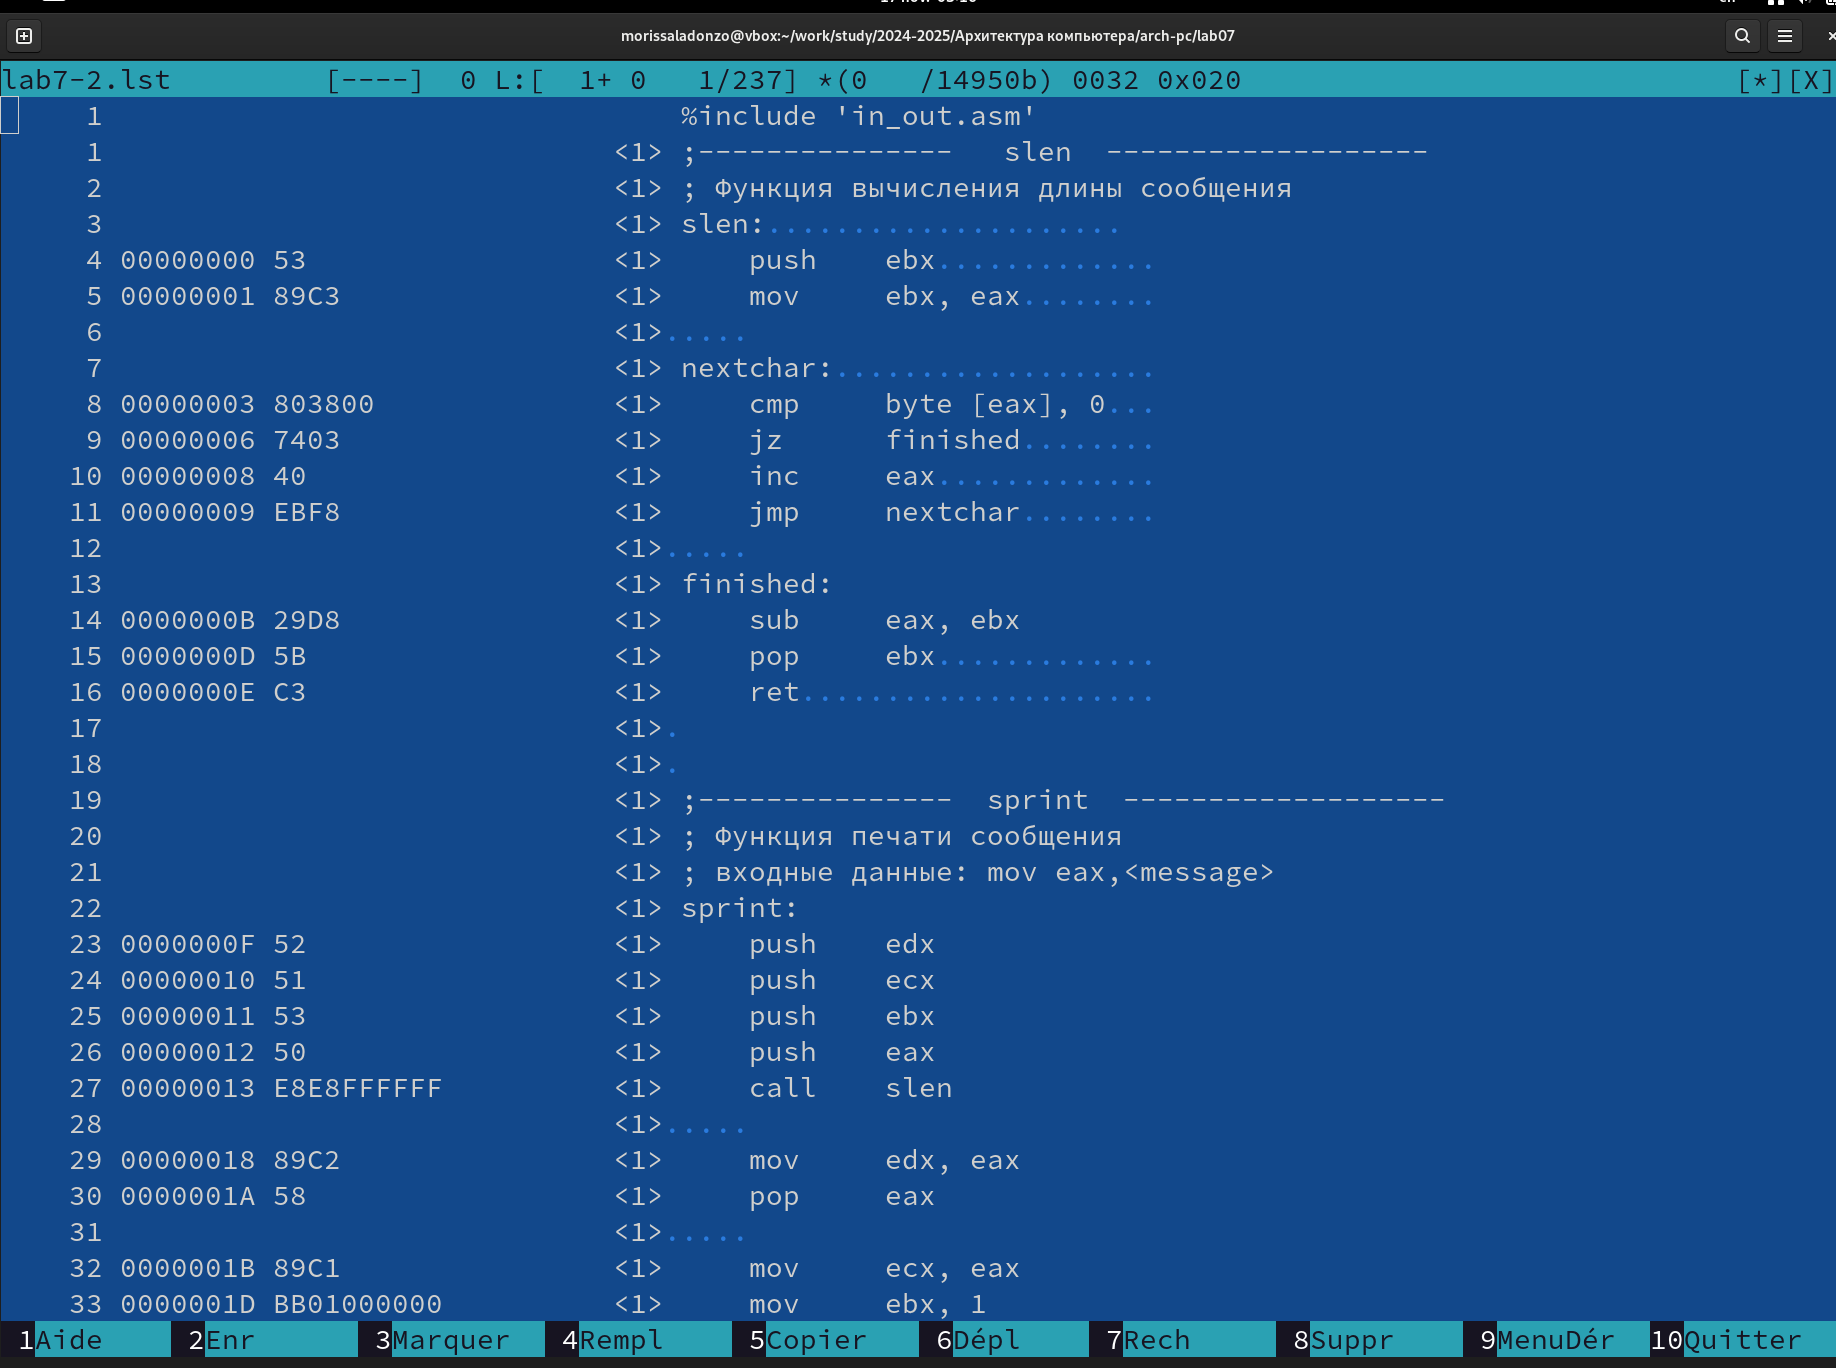 morissaladonzo@vbox:~/work/study/2024-2025/Архитектура компьютера/arch-pc/lab07
lab7-2.lst [----] 0 L:[ 1+ 0 1/237] *(0 /14950b) 0032 0x020 [*][X]
1 %include 'in_out.asm'
1 <1> ;--------------- slen -------------------
2 <1> ; Функция вычисления длины сообщения
3 <1> slen:.....................
4 00000000 53 <1> push ebx.............
5 00000001 89C3 <1> mov ebx, eax........
6 <1>.....
7 <1> nextchar:...................
8 00000003 803800 <1> cmp byte [eax], 0...
9 00000006 7403 <1> jz finished........
10 00000008 40 <1> inc eax.............
11 00000009 EBF8 <1> jmp nextchar........
12 <1>.....
13 <1> finished:
14 0000000B 29D8 <1> sub eax, ebx
15 0000000D 5B <1> pop ebx.............
16 0000000E C3 <1> ret.....................
17 <1>.
18 <1>.
19 <1> ;--------------- sprint -------------------
20 <1> ; Функция печати сообщения
21 <1> ; входные данные: mov eax,<message>
22 <1> sprint:
23 0000000F 52 <1> push edx
24 00000010 51 <1> push ecx
25 00000011 53 <1> push ebx
26 00000012 50 <1> push eax
27 00000013 E8E8FFFFFF <1> call slen
28 <1>.....
29 00000018 89C2 <1> mov edx, eax
30 0000001A 58 <1> pop eax
31 <1>.....
32 0000001B 89C1 <1> mov ecx, eax
33 0000001D BB01000000 <1> mov ebx, 1
1Aide 2Enr 3Marquer 4Rempl 5Copier 6Dépl 7Rech 8Suppr 9MenuDér 10Quitter